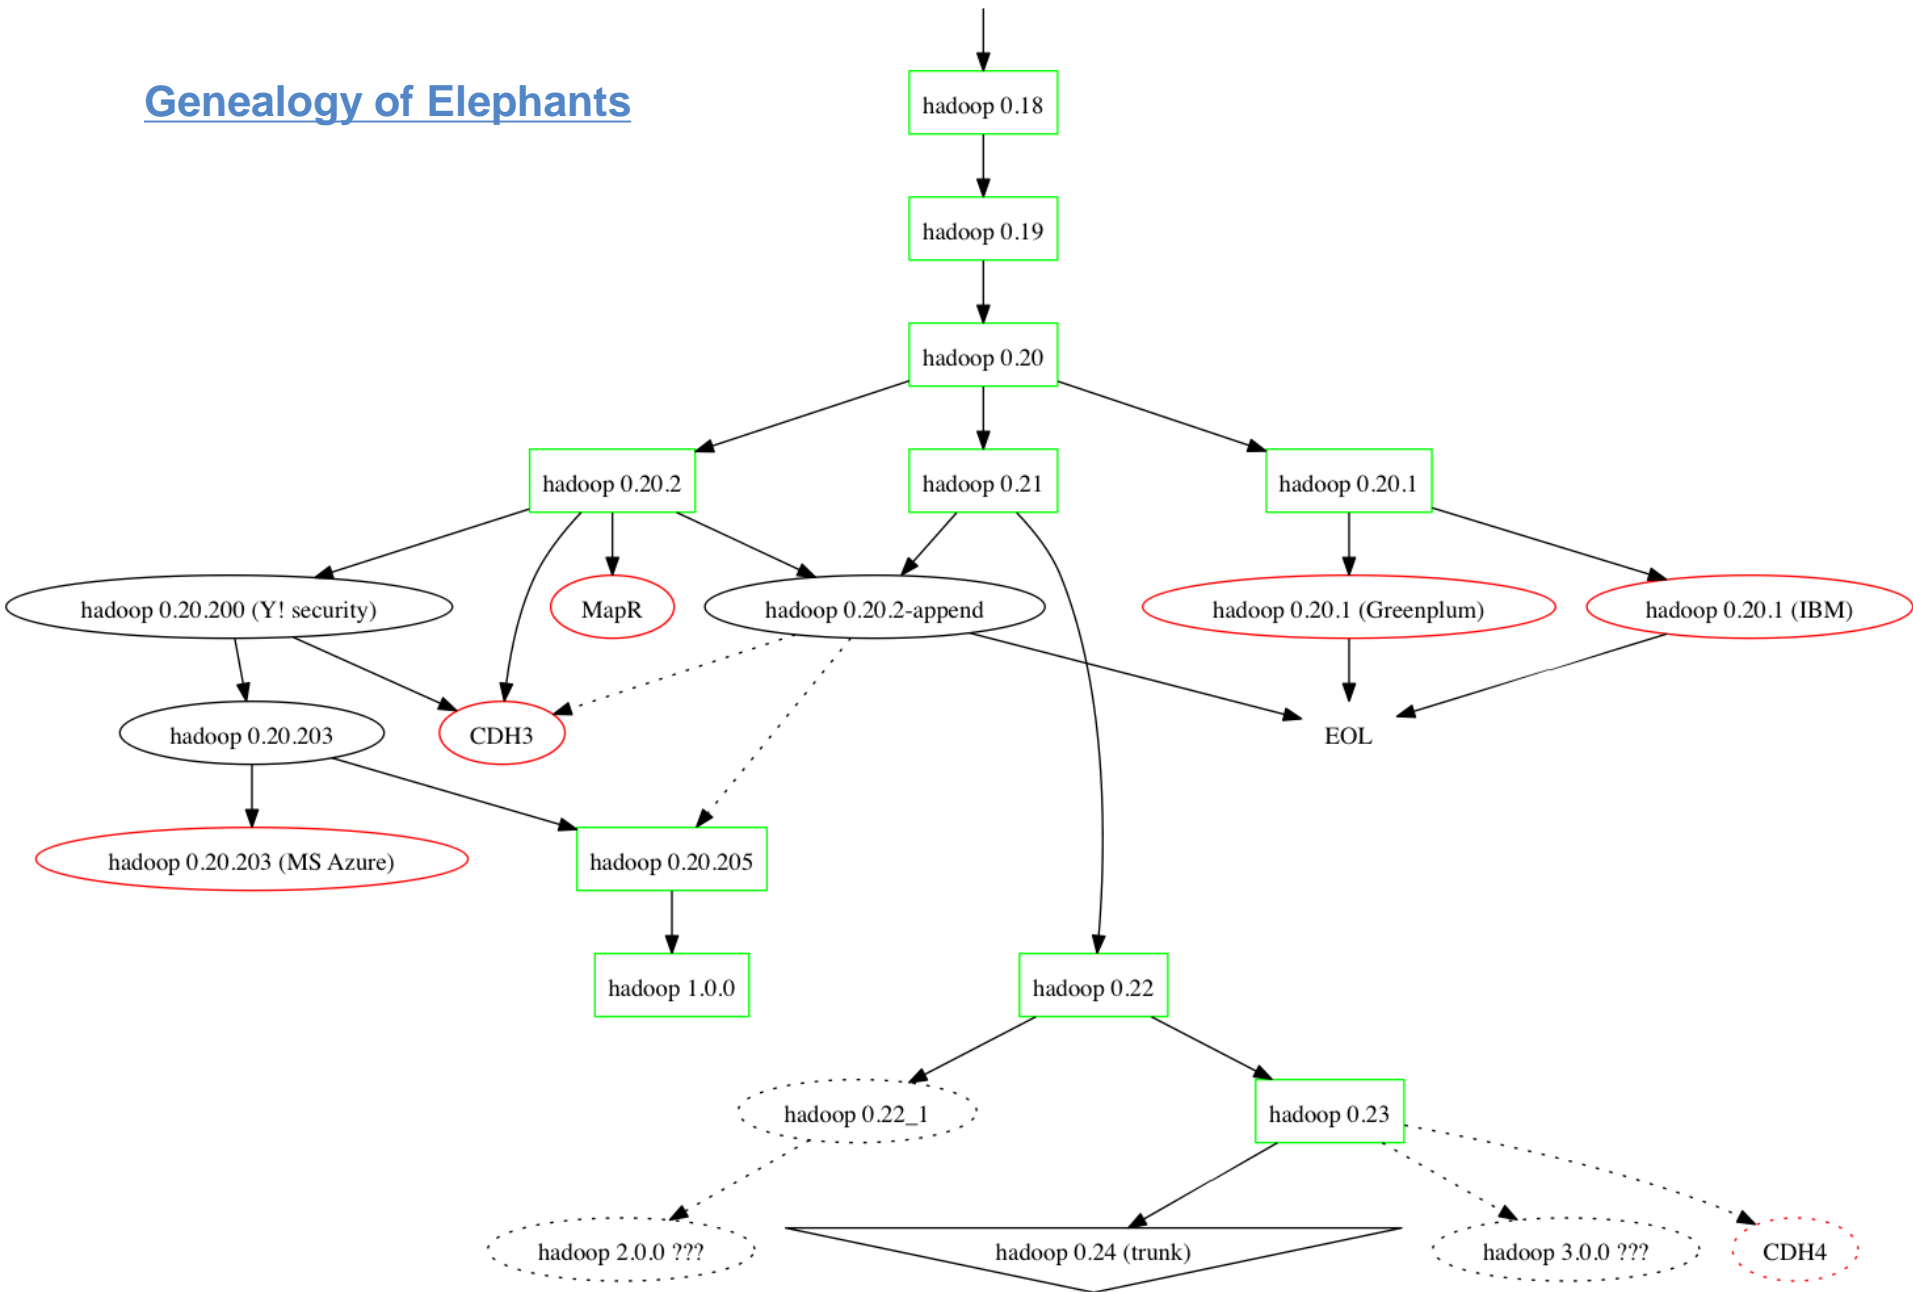 Genealogy of Elephants
hadoop 0.18
hadoop 0.19
hadoop 0.20
hadoop 0.20.2
hadoop 0.21
hadoop 0.20.1
hadoop 0.20.200 (Y! security)
MapR
hadoop 0.20.2-append
hadoop 0.20.1 (Greenplum)
hadoop 0.20.1 (IBM)
hadoop 0.20.203
CDH3
EOL
hadoop 0.20.203 (MS Azure)
hadoop 0.20.205
hadoop 1.0.0
hadoop 0.22
hadoop 0.22_1
hadoop 0.23
hadoop 2.0.0 ???
hadoop 0.24 (trunk)
hadoop 3.0.0 ???
CDH4